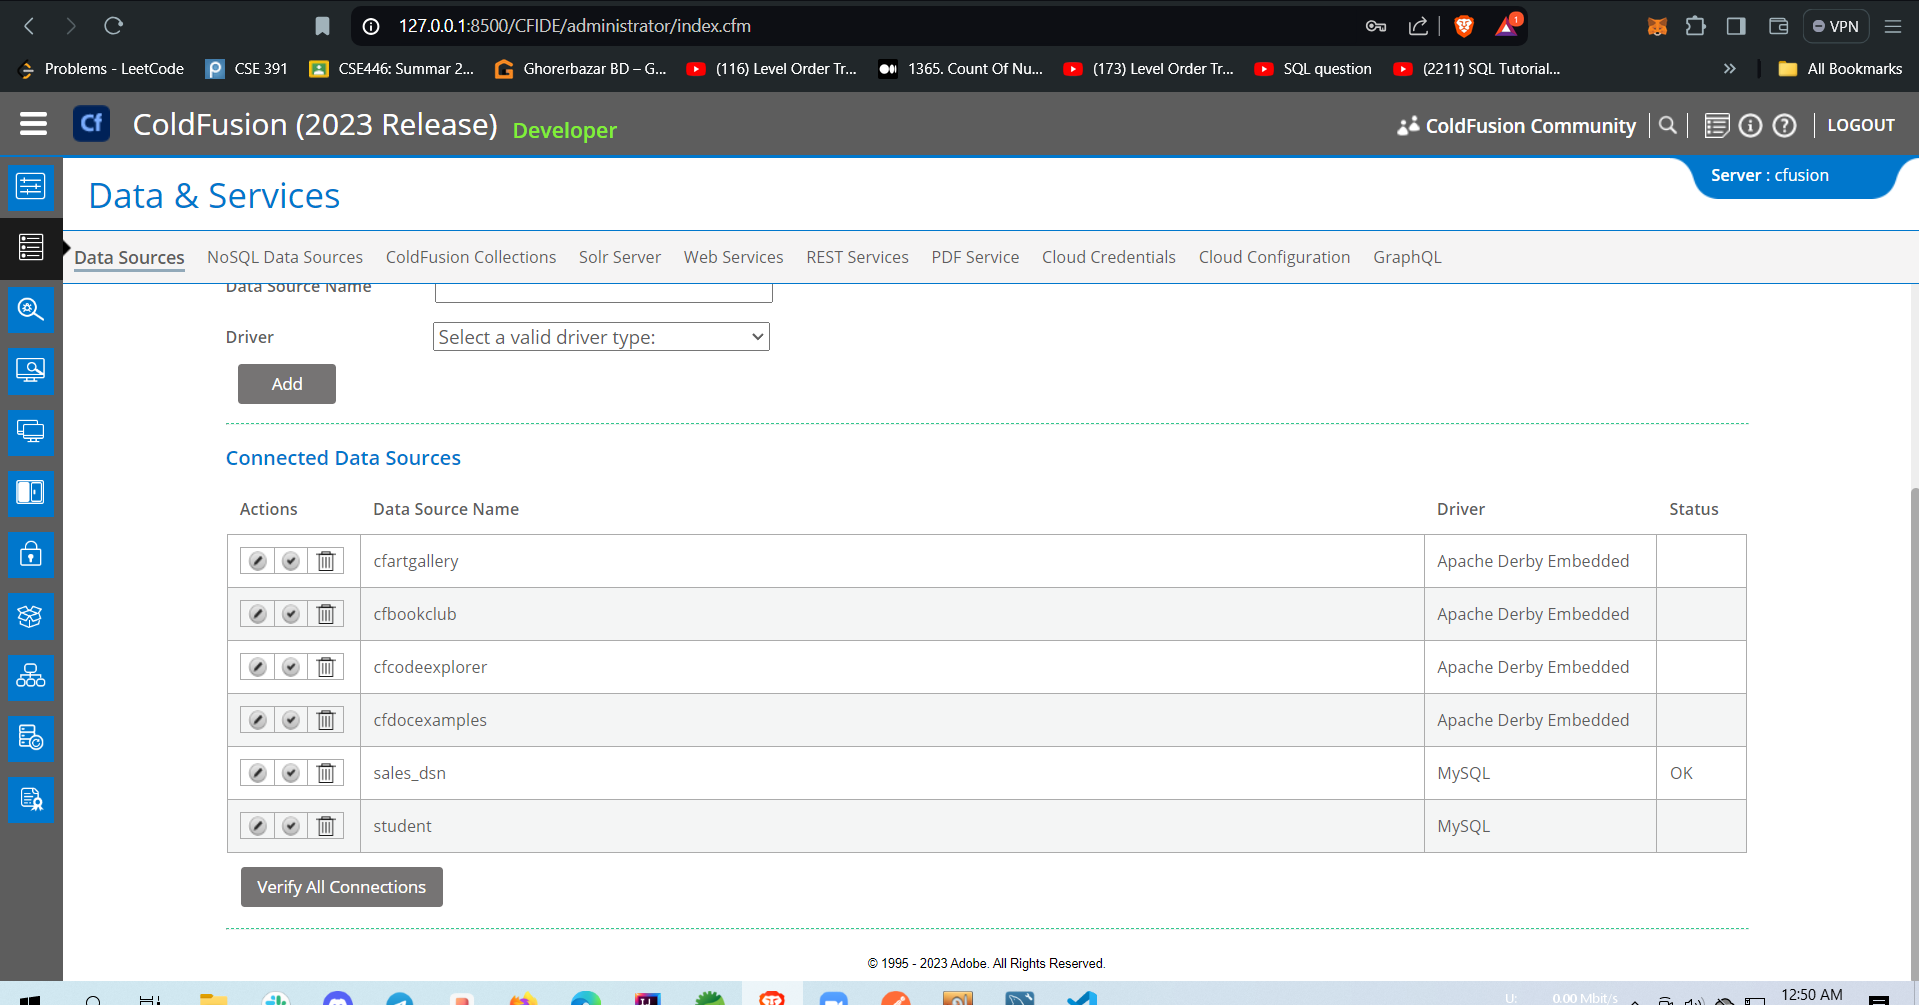 127.0.0.1:8500/CFIDE/administrator/index.cfm
1
VPN
Problems - LeetCode
CSE 391
CSE446: Summar 2...
Ghorerbazar BD – G...
(116) Level Order Tr...
1365. Count Of Nu...
(173) Level Order Tr...
SQL question
(2211) SQL Tutorial...
»
All Bookmarks
Cf
ColdFusion (2023 Release) Developer
ColdFusion Community
LOGOUT
Data & Services
Server : cfusion
Data Sources
NoSQL Data Sources
ColdFusion Collections
Solr Server
Web Services
REST Services
PDF Service
Cloud Credentials
Cloud Configuration
GraphQL
Data Source Name
Driver
Select a valid driver type:
Add
Connected Data Sources
Actions Data Source Name Driver Status
cfartgallery Apache Derby Embedded
cfbookclub Apache Derby Embedded
cfcodeexplorer Apache Derby Embedded
cfdocexamples Apache Derby Embedded
sales_dsn MySQL OK
student MySQL
Verify All Connections
© 1995 - 2023 Adobe. All Rights Reserved.
U: 0.00 Mbit/s
12:50 AM